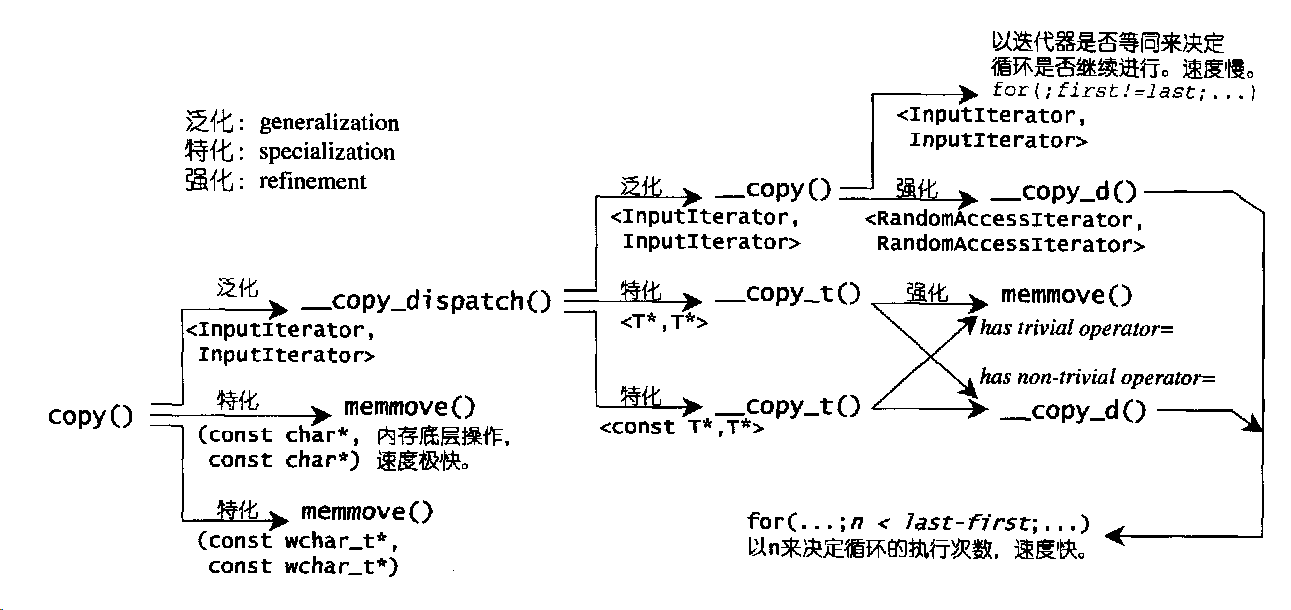 以迭代器是否等同来决定
循环是否继续进行。速度慢。
for(;first!=last;...)
<InputIterator,
InputIterator>
泛化: generalization
特化: specialization
强化: refinement
泛化
__copy()
<InputIterator,
InputIterator>
强化
__copy_d()
<RandomAccessIterator,
RandomAccessIterator>
泛化
__copy_dispatch()
<InputIterator,
InputIterator>
特化
__copy_t()
<T*,T*>
强化
memmove()
has trivial operator=
has non-trivial operator=
特化
__copy_t()
<const T*,T*>
__copy_d()
copy()
特化
memmove()
(const char*, 内存底层操作,
const char*) 速度极快。
特化
memmove()
(const wchar_t*,
const wchar_t*)
for(...;n < last-first;...)
以n来决定循环的执行次数, 速度快。